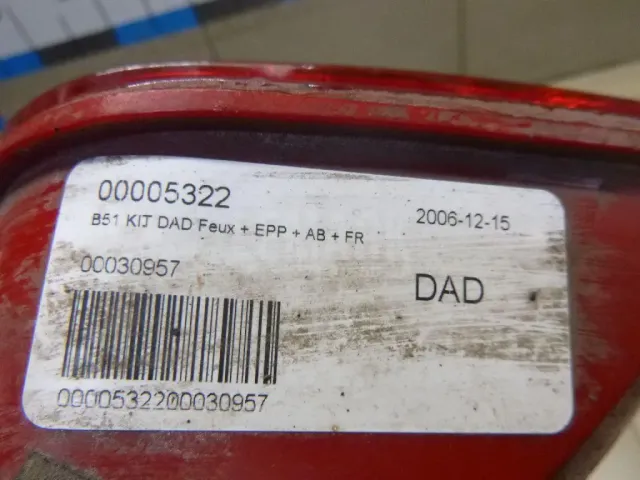 00005322
B51 KIT DAD Feux + EPP + AB + FR
2006-12-15
00030957
DAD
0000532200030957